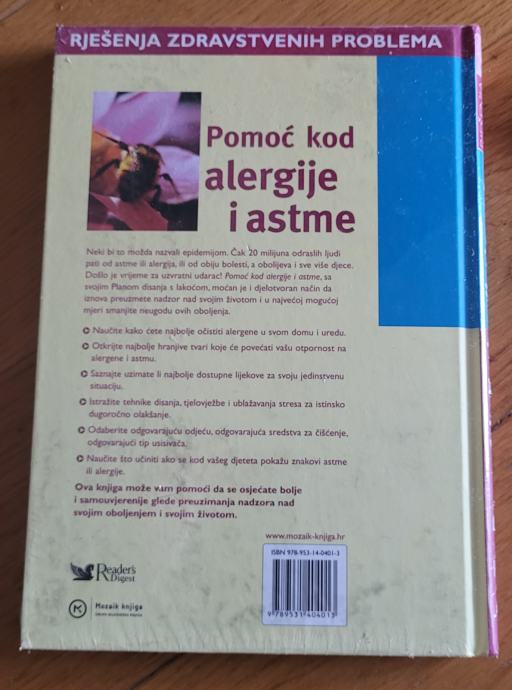 RJEŠENJA ZDRAVSTVENIH PROBLEMA
Pomoć kod
alergije
i astme
Neki bi to možda nazvali epidemijom. Čak 20 milijuna odraslih ljudi
pati od astme ili alergija, ili od obiju bolesti, a obolijeva i sve više djece.
Došlo je vrijeme za uzvratni udarac! Pomoć kod alergije i astme, sa
svojim Planom disanja s lakoćom, moćan je i djelotvoran način da
iznova preuzmete nadzor nad svojim životom i u najvećoj mogućoj
mjeri smanjite neugodu ovih oboljenja.
Naučite kako ćete najbolje očistiti alergene u svom domu i uredu.
Otkrijte najbolje hranjive tvari koje će povećati vašu otpornost na
alergene i astmu.
Saznajte uzimate li najbolje dostupne lijekove za svoju jedinstvenu
situaciju.
Istražite tehnike disanja, tjelovježbe i ublažavanja stresa za istinsko
dugoročno olakšanje.
Odaberite odgovarajuću odjeću, odgovarajuća sredstva za čišćenje,
odgovarajući tip usisivača.
Naučite što učiniti ako se kod vašeg djeteta pokažu znakovi astme
ili alergije.
Ova knjiga može vam pomoći da se osjećate bolje
i samouvjerenije glede preuzimanja nadzora nad
svojim oboljenjem i svojim životom.
www.mozaik-knjiga.hr
ISBN 978-953-14-0401-3
9 789531 404013
Reader's
Digest
Mozaik knjiga